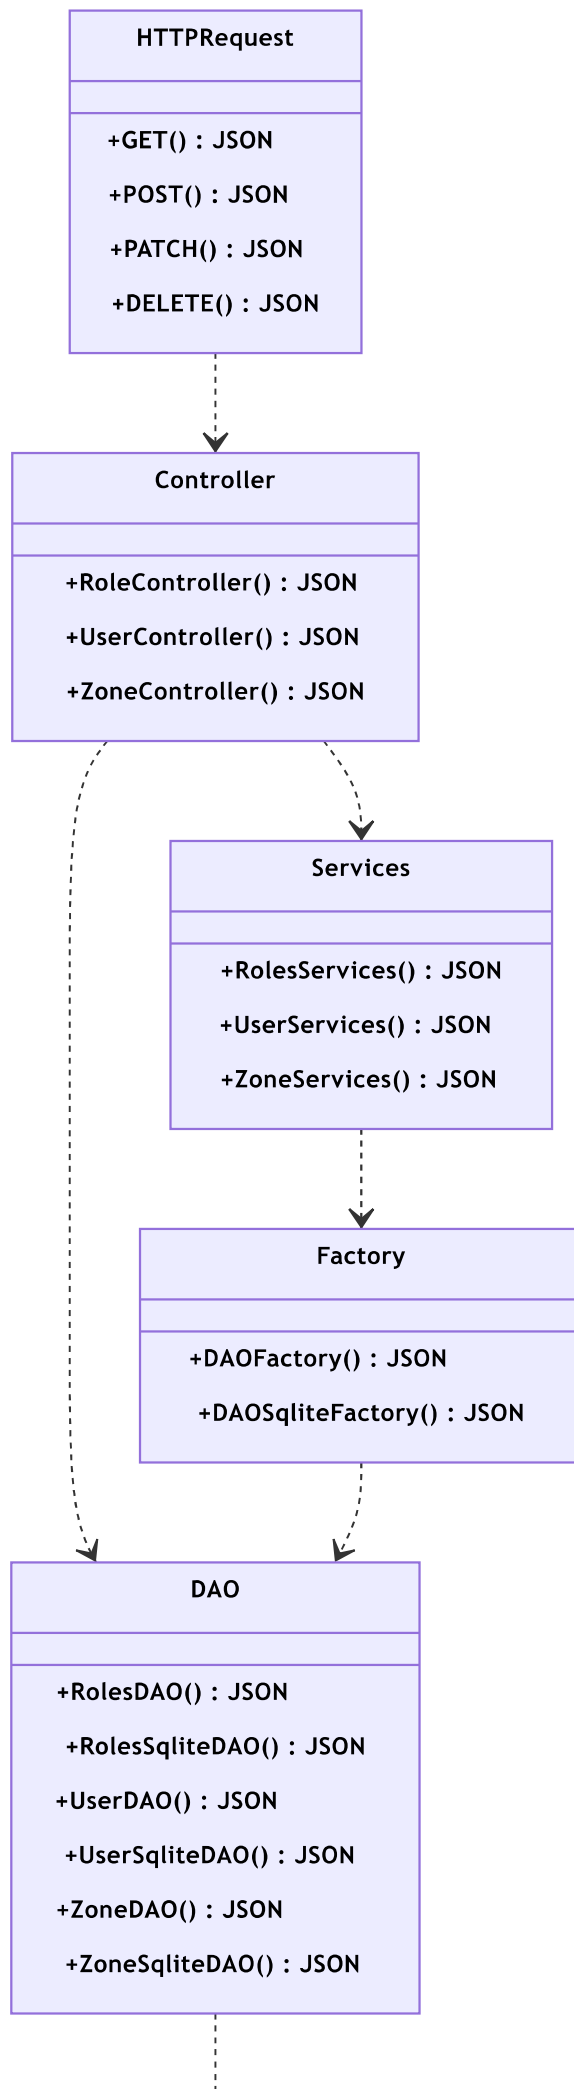 HTTPRequest
+GET() : JSON
+POST() : JSON
+PATCH() : JSON
+DELETE() : JSON
Controller
+RoleController() : JSON
+UserController() : JSON
+ZoneController() : JSON
Services
+RolesServices() : JSON
+UserServices() : JSON
+ZoneServices() : JSON
Factory
+DAOFactory() : JSON
+DAOSqliteFactory() : JSON
DAO
+RolesDAO() : JSON
+RolesSqliteDAO() : JSON
+UserDAO() : JSON
+UserSqliteDAO() : JSON
+ZoneDAO() : JSON
+ZoneSqliteDAO() : JSON